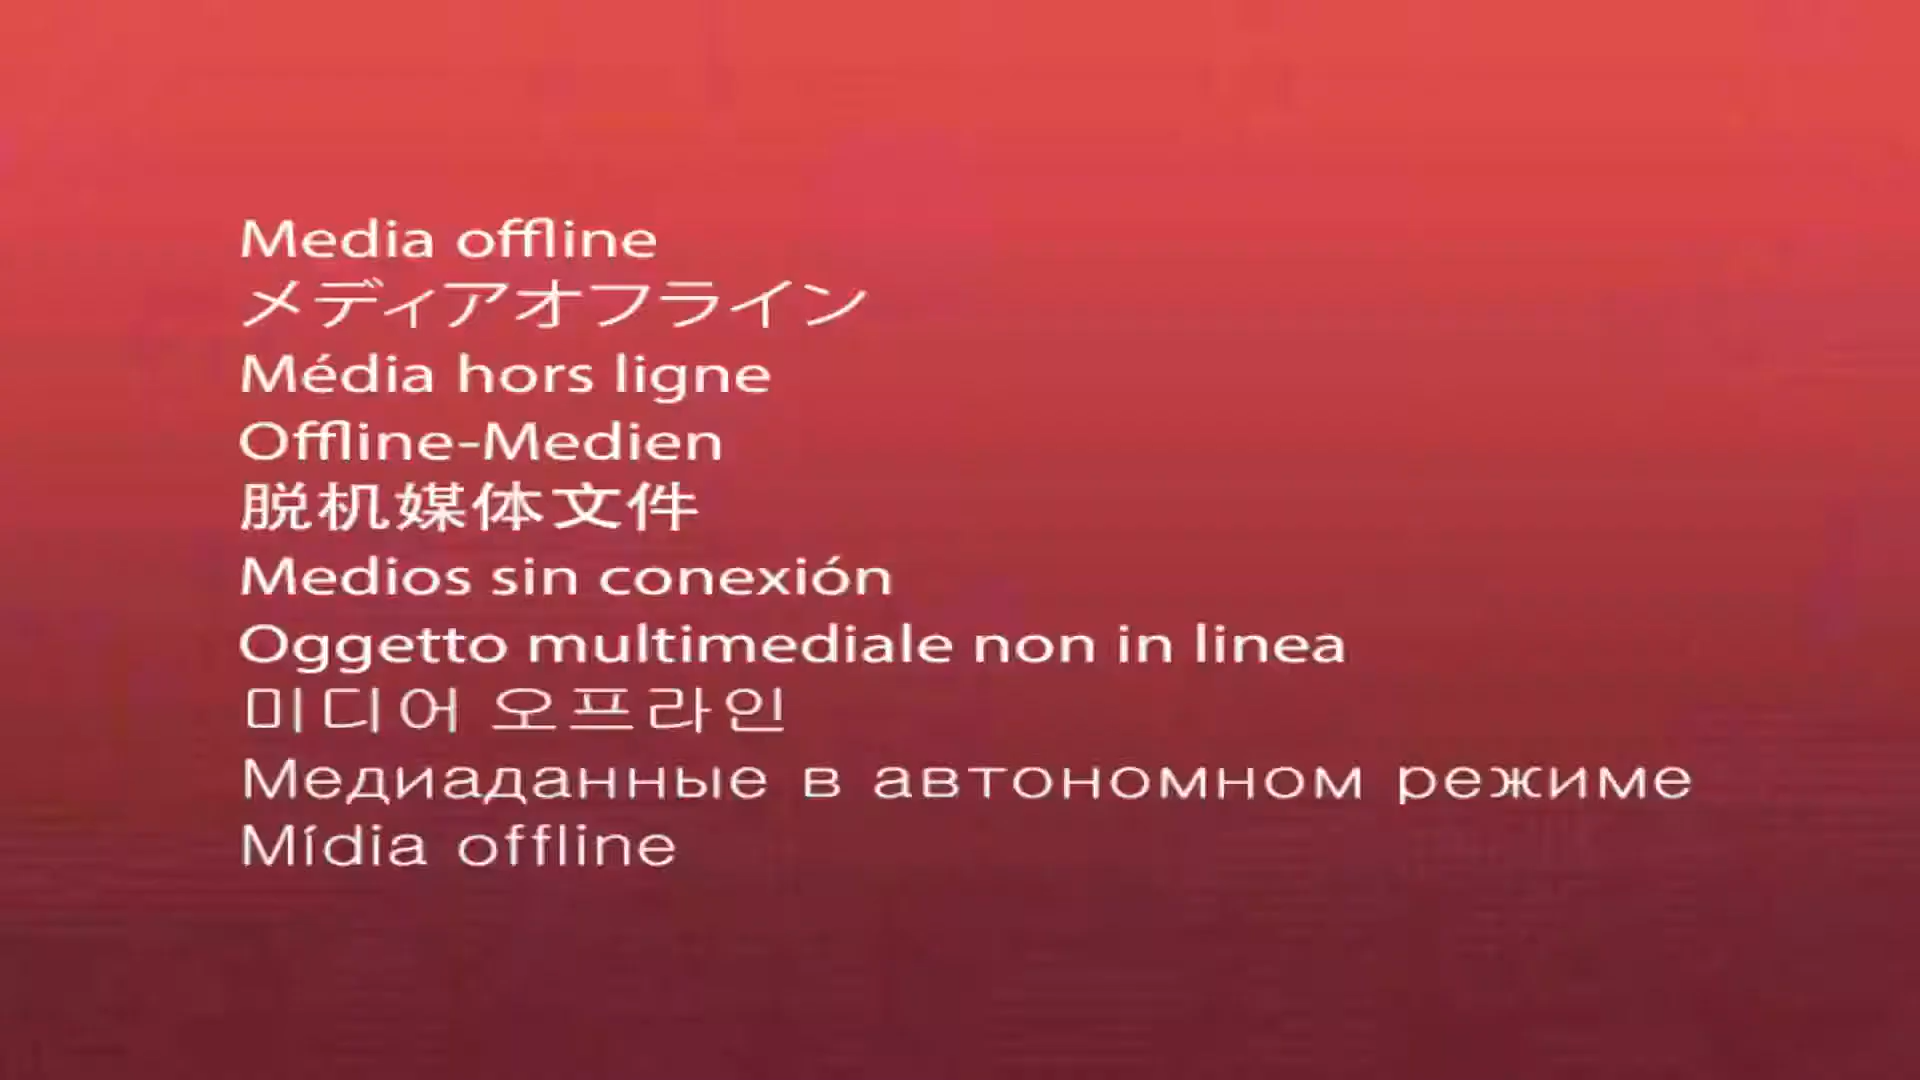 Media offline
メディアオフライン
Média hors ligne
Offline-Medien
脱机媒体文件
Medios sin conexión
Oggetto multimediale non in linea
미디어 오프라인
Медиаданные в автономном режиме
Mídia offline